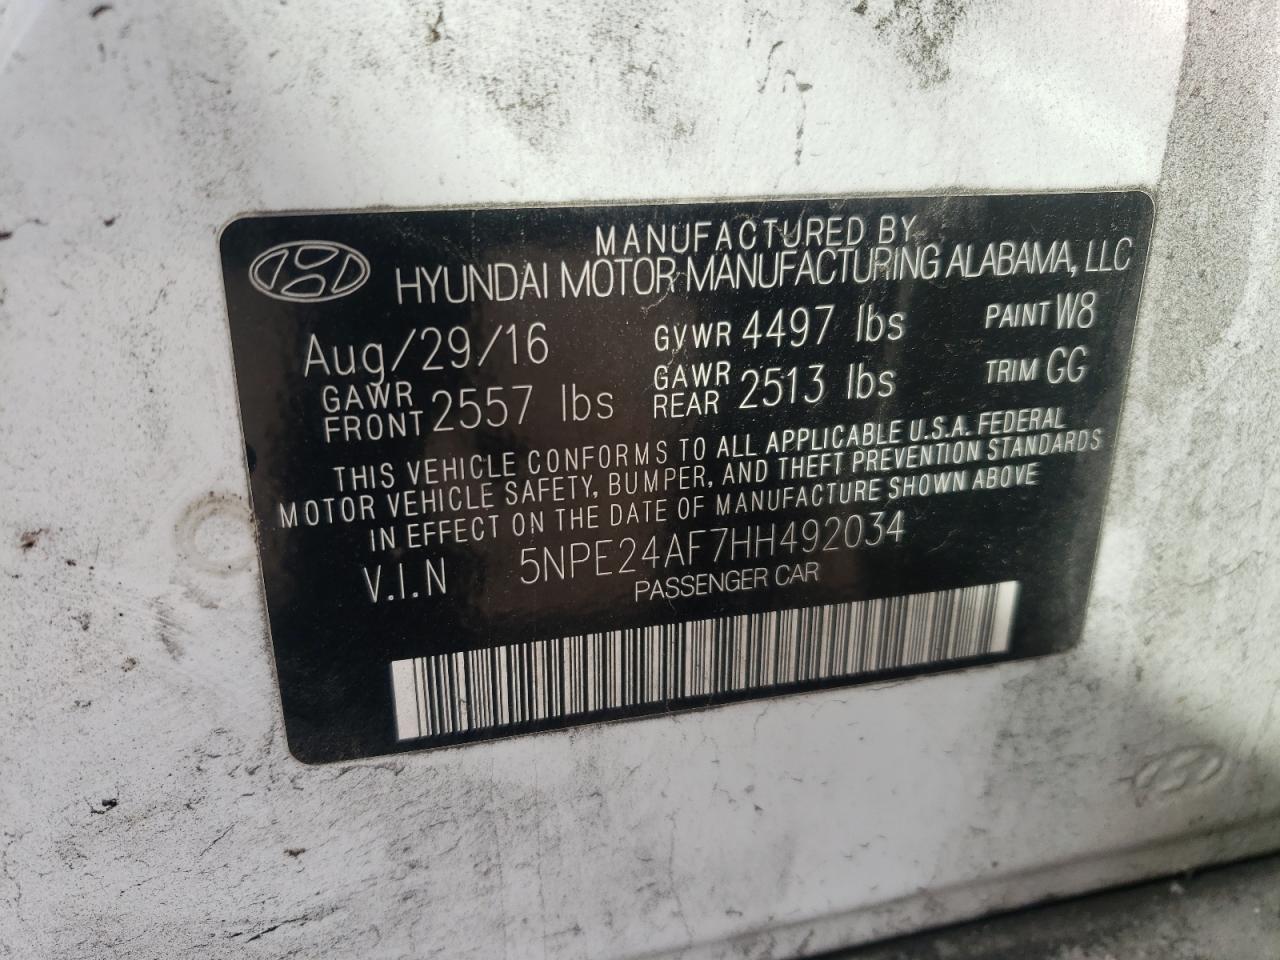 MANUFACTURED BY
HYUNDAI MOTOR MANUFACTURING ALABAMA, LLC
Aug/29/16 GVWR 4497 lbs PAINT W8
GAWR FRONT 2557 lbs GAWR REAR 2513 lbs TRIM GG
THIS VEHICLE CONFORMS TO ALL APPLICABLE U.S.A. FEDERAL
MOTOR VEHICLE SAFETY, BUMPER, AND THEFT PREVENTION STANDARDS
IN EFFECT ON THE DATE OF MANUFACTURE SHOWN ABOVE
V.I.N 5NPE24AF7HH492034
PASSENGER CAR